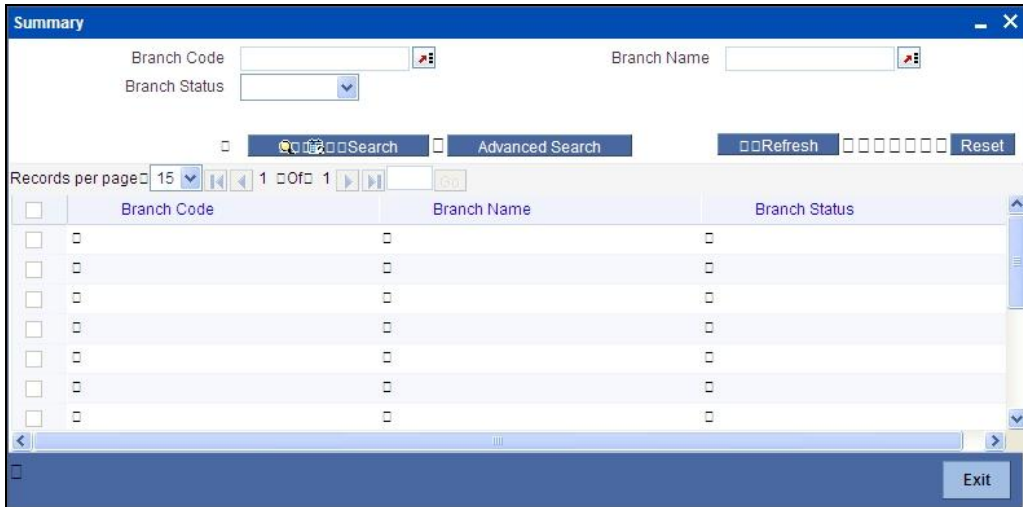 Summary
Branch Code
Branch Name
Branch Status
Search
Advanced Search
Refresh
Reset
Records per page 15 1 Of 1 Go
Branch Code
Branch Name
Branch Status
Exit